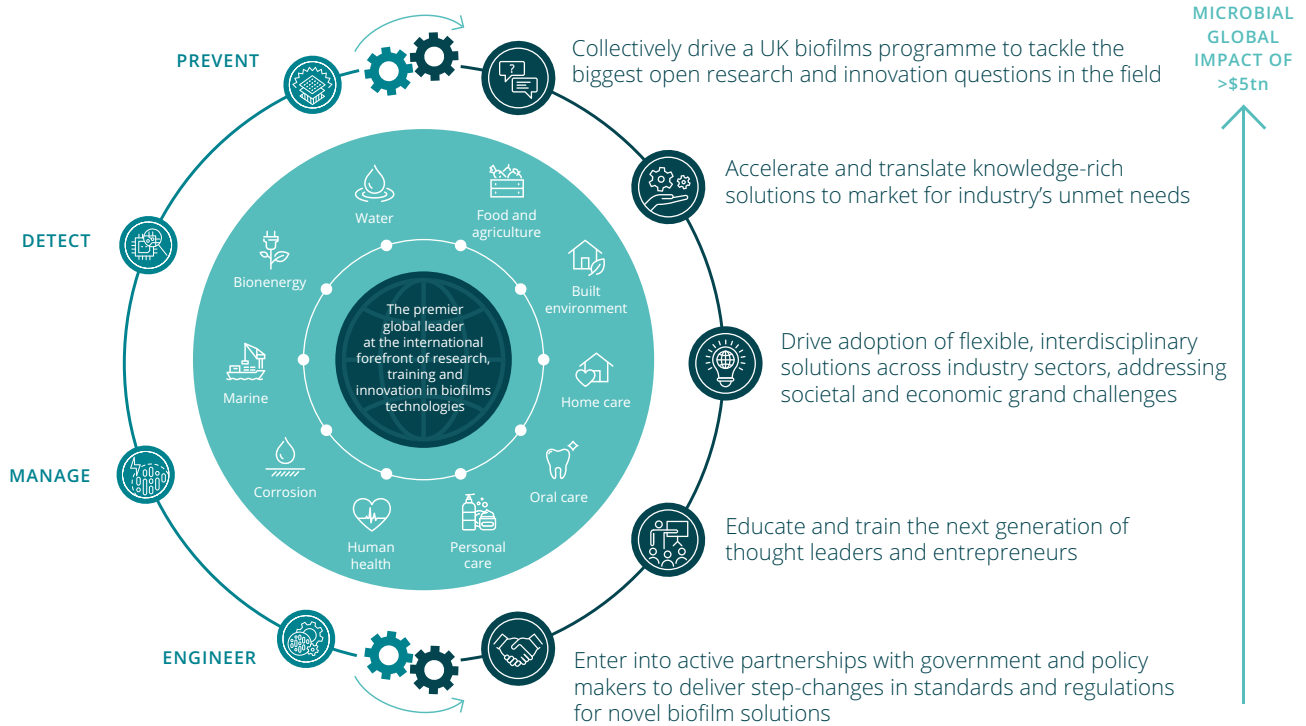 MICROBIAL
GLOBAL
IMPACT OF
>$5tn
PREVENT
DETECT
MANAGE
ENGINEER
Collectively drive a UK biofilms programme to tackle the
biggest open research and innovation questions in the field
Accelerate and translate knowledge-rich
solutions to market for industry’s unmet needs
Drive adoption of flexible, interdisciplinary
solutions across industry sectors, addressing
societal and economic grand challenges
Educate and train the next generation of
thought leaders and entrepreneurs
Enter into active partnerships with government and policy
makers to deliver step-changes in standards and regulations
for novel biofilm solutions
Water
Food and
agriculture
Built
environment
Home care
Oral care
Personal
care
Human
health
Corrosion
Marine
Bionenergy
The premier
global leader
at the international
forefront of research,
training and
innovation in biofilms
technologies
?